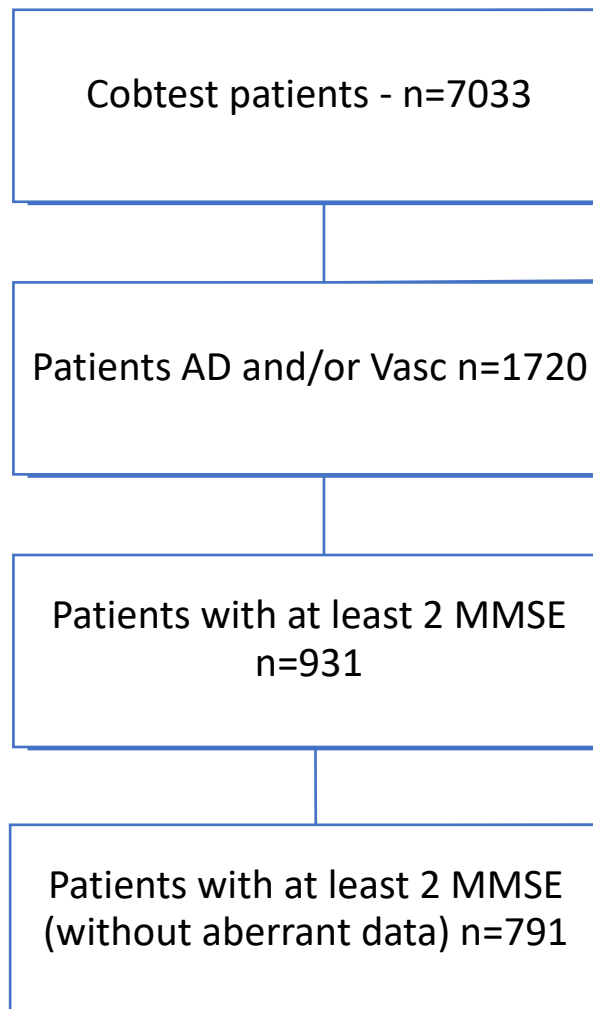 Cobtest patients - n=7033
Patients AD and/or Vasc n=1720
Patients with at least 2 MMSE
n=931
Patients with at least 2 MMSE
(without aberrant data) n=791